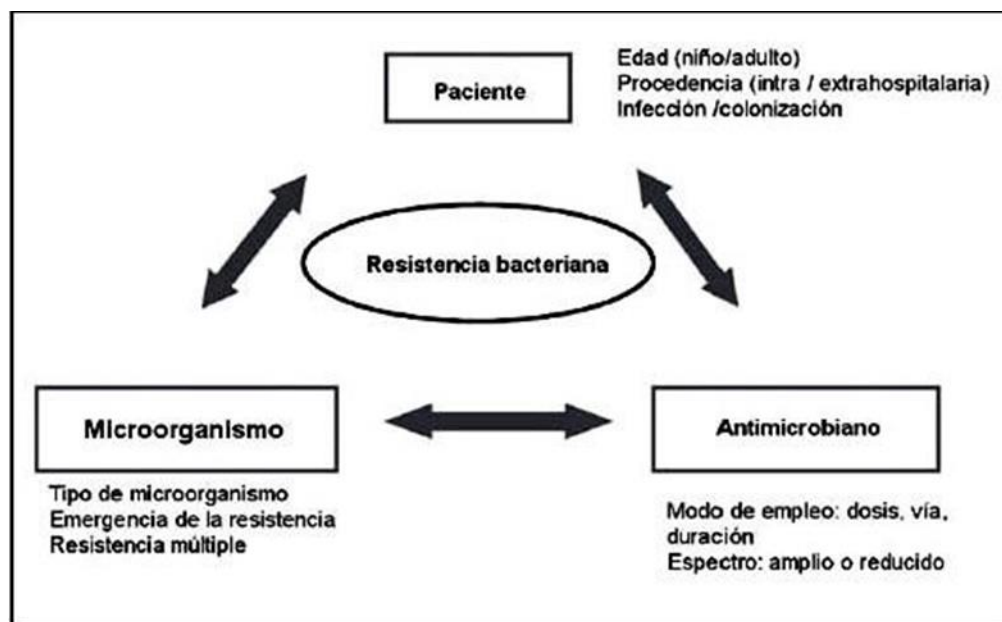 Paciente
Edad (niño/adulto)
Procedencia (intra / extrahospitalaria)
Infección /colonización
Resistencia bacteriana
Microorganismo
Tipo de microorganismo
Emergencia de la resistencia
Resistencia múltiple
Antimicrobiano
Modo de empleo: dosis, vía,
duración
Espectro: amplio o reducido